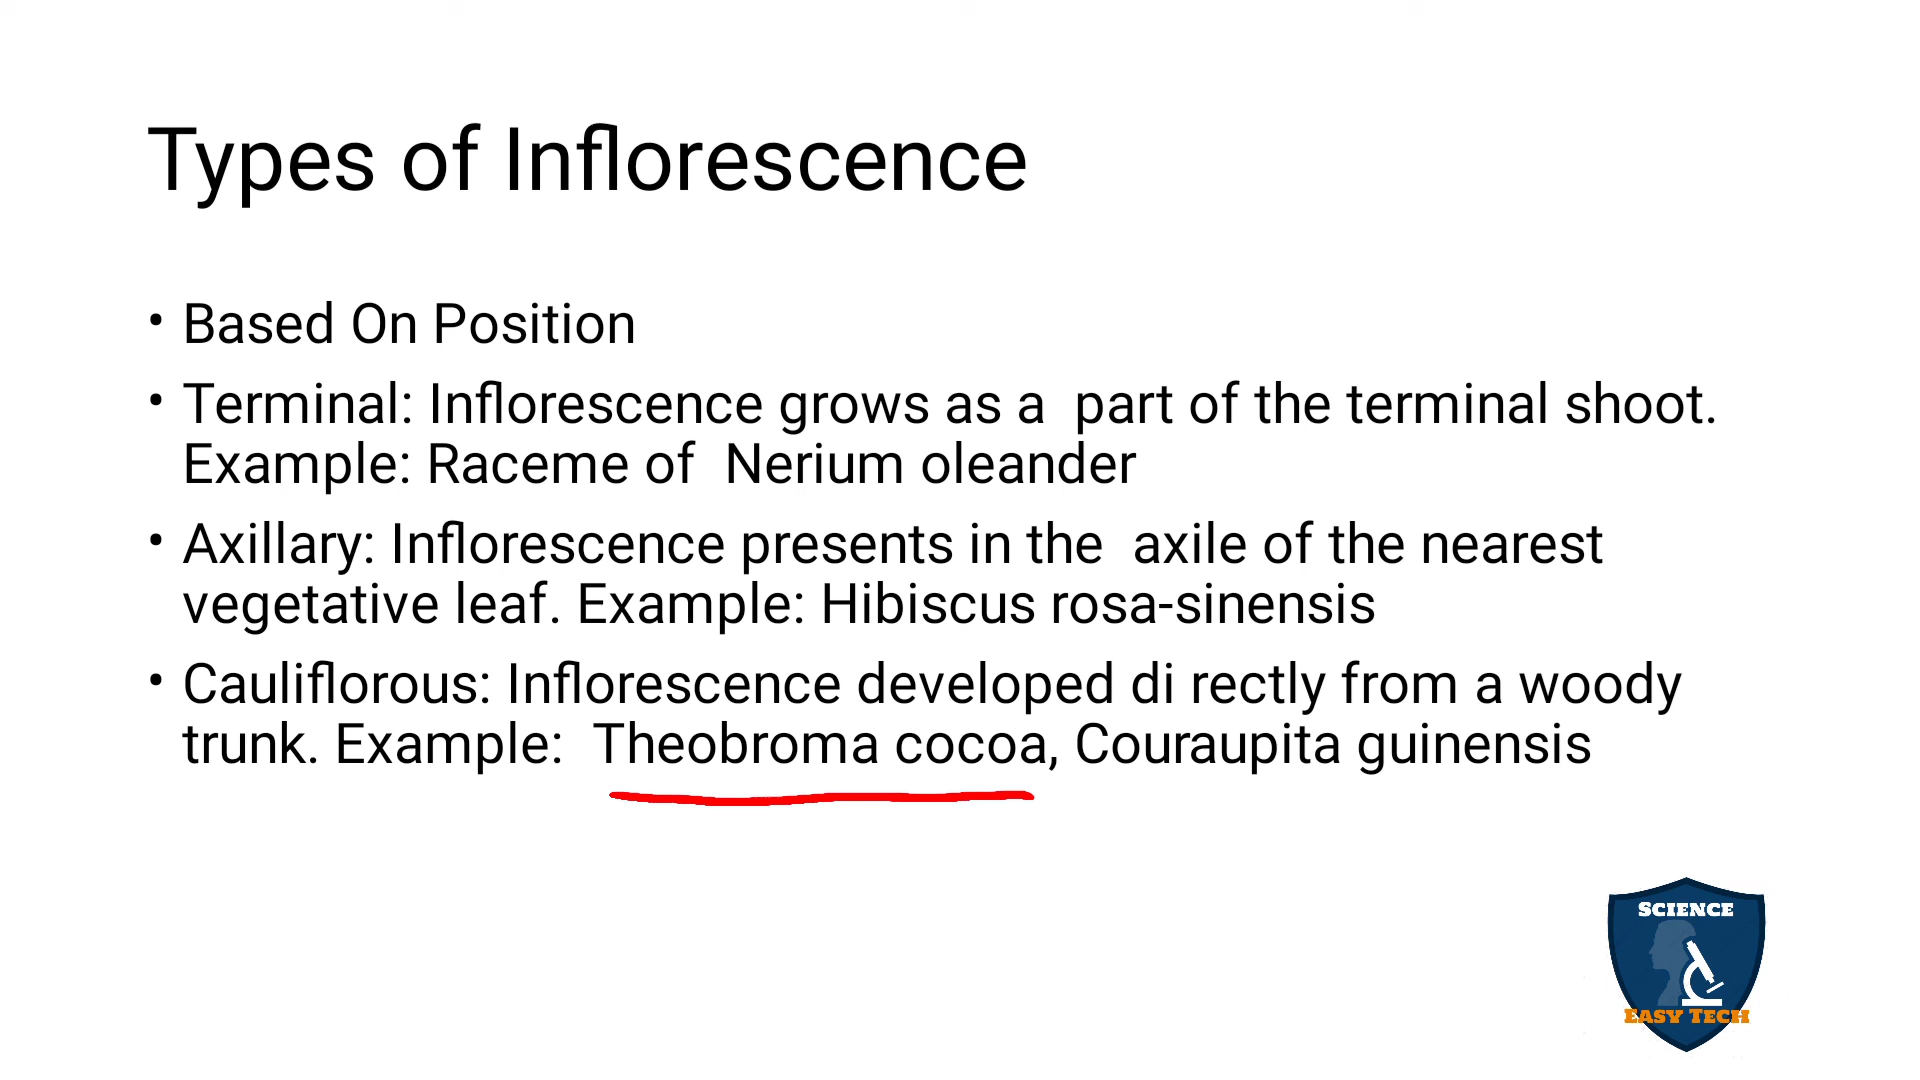 Types of Inflorescence
• Based On Position
• Terminal: Inflorescence grows as a  part of the terminal shoot.
Example: Raceme of  Nerium oleander
• Axillary: Inflorescence presents in the  axile of the nearest
vegetative leaf. Example: Hibiscus rosa-sinensis
• Cauliflorous: Inflorescence developed di rectly from a woody
trunk. Example:  Theobroma cocoa, Couraupita guinensis
SCIENCE
EASY TECH